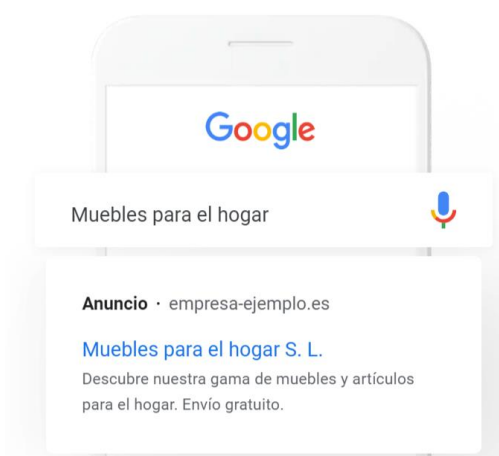 Google
Muebles para el hogar
Anuncio · empresa-ejemplo.es
Muebles para el hogar S. L.
Descubre nuestra gama de muebles y artículos
para el hogar. Envío gratuito.